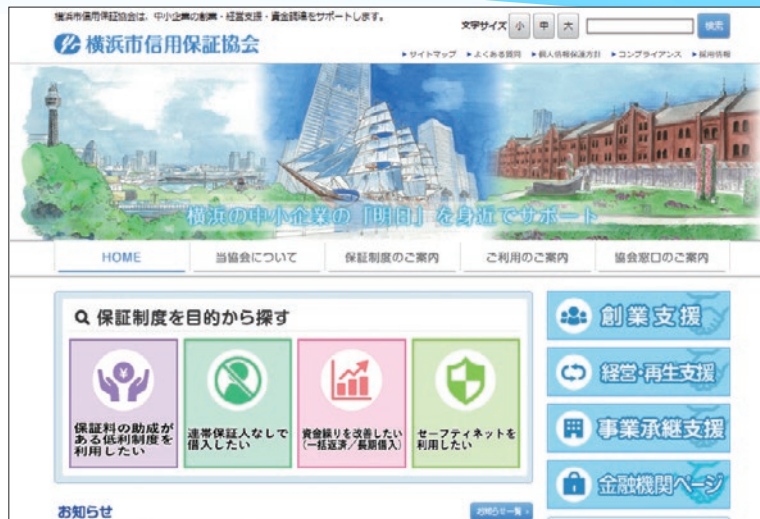 横浜市信用保証協会は、中小企業の創業・経営支援・資金調達をサポートします。
文字サイズ 小 中 大 検索
横浜市信用保証協会
サイトマップ よくある質問 個人情報保護方針 コンプライアンス 採用情報
横浜の中小企業の「明日」を身近でサポート
HOME 当協会について 保証制度のご案内 ご利用のご案内 協会窓口のご案内
保証制度を目的から探す
保証料の助成が
ある低利制度を
利用したい
連帯保証人なしで
借入したい
資金繰りを改善したい
(一括返済/長期借入)
セーフティネットを
利用したい
創業支援
経営・再生支援
事業承継支援
金融機関ページ
お知らせ
お知らせ一覧